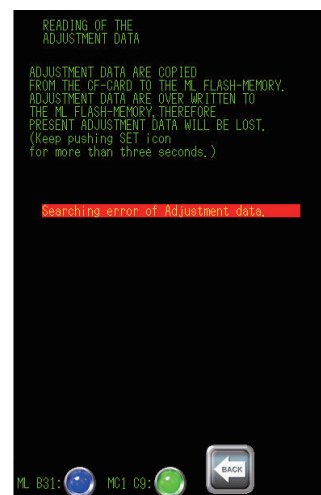 READING OF THE
ADJUSTMENT DATA
ADJUSTMENT DATA ARE COPIED
FROM THE CF-CARD TO THE ML FLASH-MEMORY.
ADJUSTMENT DATA ARE OVER WRITTEN TO
THE ML FLASH-MEMORY,THEREFORE
PRESENT ADJUSTMENT DATA WILL BE LOST.
(Keep pushing SET icon
for more than three seconds.)
Searching error of Adjustment data.
BACK
ML B31: MC1 C9: